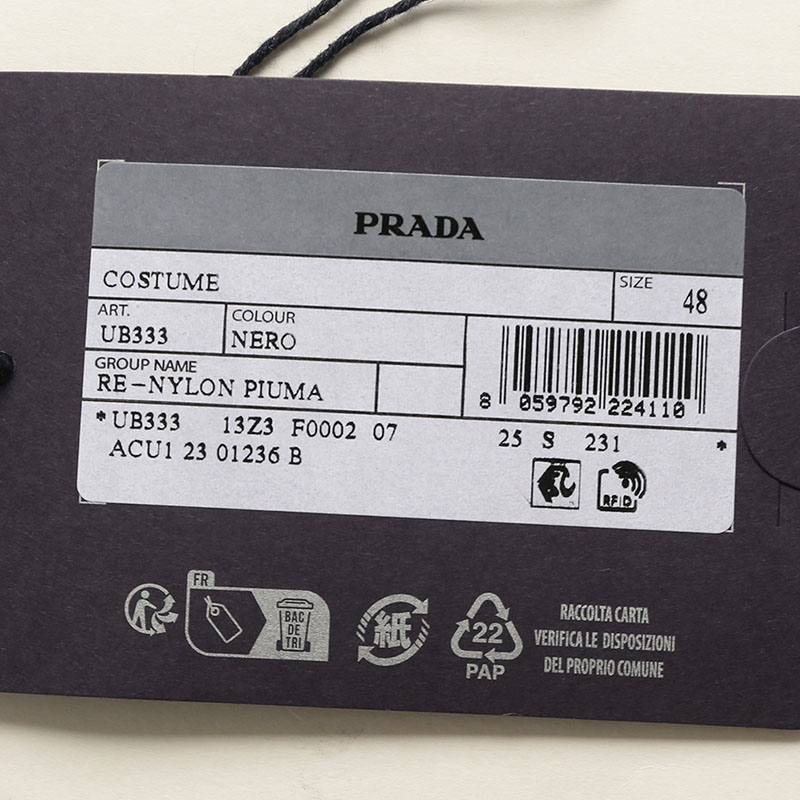 PRADA
COSTUME
SIZE
48
ART.
UB333
COLOUR
NERO
GROUP NAME
RE-NYLON PIUMA
8 059792 224110
*UB333 13Z3 F0002 07 25 S 231 *
ACU1 23 01236 B
RFID
FR
BAC
DE
TRI
紙
22
PAP
RACCOLTA CARTA
VERIFICA LE DISPOSIZIONI
DEL PROPRIO COMUNE